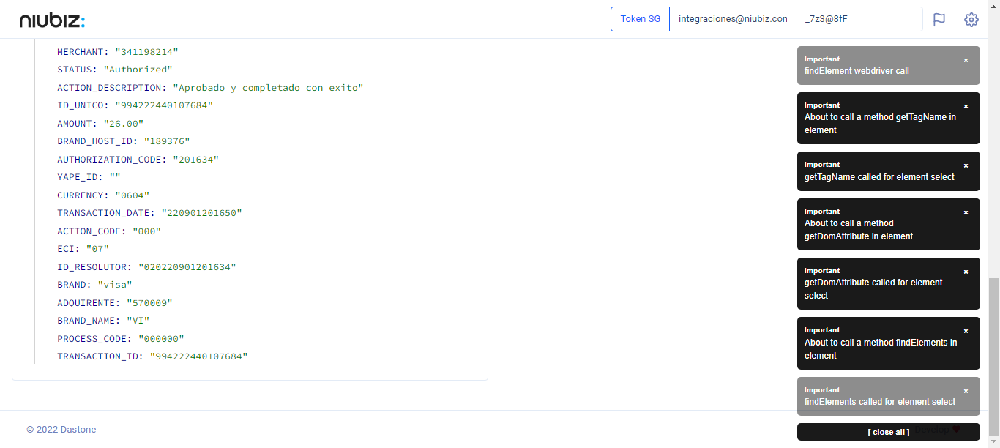 niubiz:
Token SG
integraciones@niubiz.con
_7z3@8fF
MERCHANT: "341198214"
STATUS: "Authorized"
ACTION_DESCRIPTION: "Aprobado y completado con exito"
ID_UNICO: "994222440107684"
AMOUNT: "26.00"
BRAND_HOST_ID: "189376"
AUTHORIZATION_CODE: "201634"
YAPE_ID: ""
CURRENCY: "0604"
TRANSACTION_DATE: "220901201650"
ACTION_CODE: "000"
ECI: "07"
ID_RESOLUTOR: "020220901201634"
BRAND: "visa"
ADQUIRENTE: "570009"
BRAND_NAME: "VI"
PROCESS_CODE: "000000"
TRANSACTION_ID: "994222440107684"
Important
findElement webdriver call
Important
About to call a method getTagName in
element
Important
getTagName called for element select
Important
About to call a method
getDomAttribute in element
Important
getDomAttribute called for element
select
Important
About to call a method findElements in
element
Important
findElements called for element select
[ close all ]
© 2022 Dastone